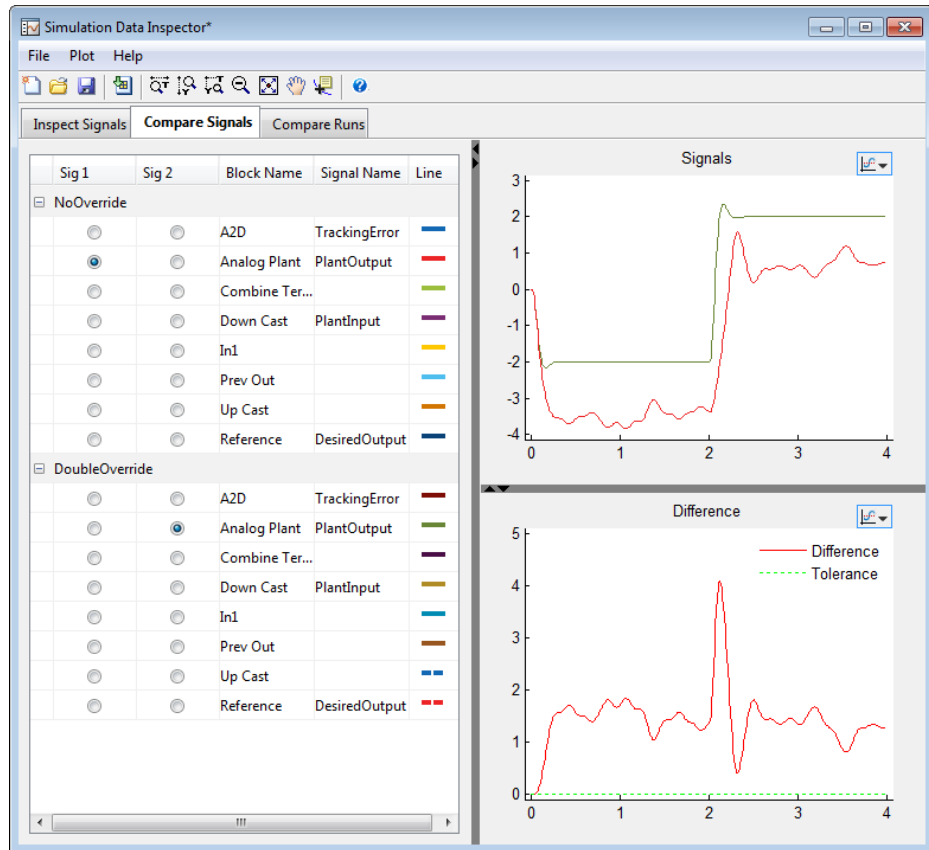 Simulation Data Inspector*
File Plot Help
Inspect Signals Compare Signals Compare Runs
Sig 1 Sig 2 Block Name Signal Name Line
NoOverride
A2D TrackingError
Analog Plant PlantOutput
Combine Ter...
Down Cast PlantInput
In1
Prev Out
Up Cast
Reference DesiredOutput
DoubleOverride
A2D TrackingError
Analog Plant PlantOutput
Combine Ter...
Down Cast PlantInput
In1
Prev Out
Up Cast
Reference DesiredOutput
Signals
3
2
1
0
-1
-2
-3
-4
0 1 2 3 4
Difference
Difference
Tolerance
5
4
3
2
1
0
0 1 2 3 4